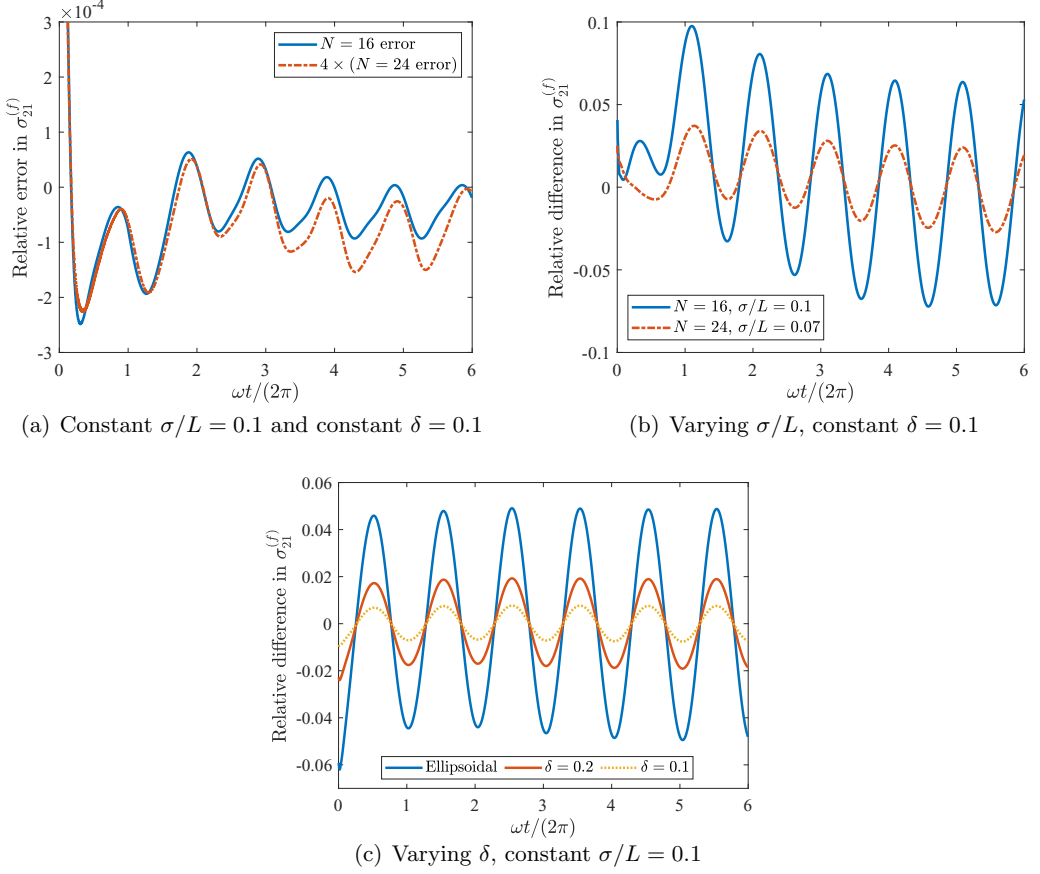 ×10⁻⁴
Relative error in σ₂₁⁽ᶠ⁾
3
2
1
0
-1
-2
-3
N = 16 error
4 × (N = 24 error)
0 1 2 3 4 5 6
ωt/(2π)
(a) Constant σ/L = 0.1 and constant δ = 0.1
Relative difference in σ₂₁⁽ᶠ⁾
0.1
0.05
0
-0.05
-0.1
N = 16, σ/L = 0.1
N = 24, σ/L = 0.07
0 1 2 3 4 5 6
ωt/(2π)
(b) Varying σ/L, constant δ = 0.1
Relative difference in σ₂₁⁽ᶠ⁾
0.06
0.04
0.02
0
-0.02
-0.04
-0.06
Ellipsoidal δ = 0.2 δ = 0.1
0 1 2 3 4 5 6
ωt/(2π)
(c) Varying δ, constant σ/L = 0.1